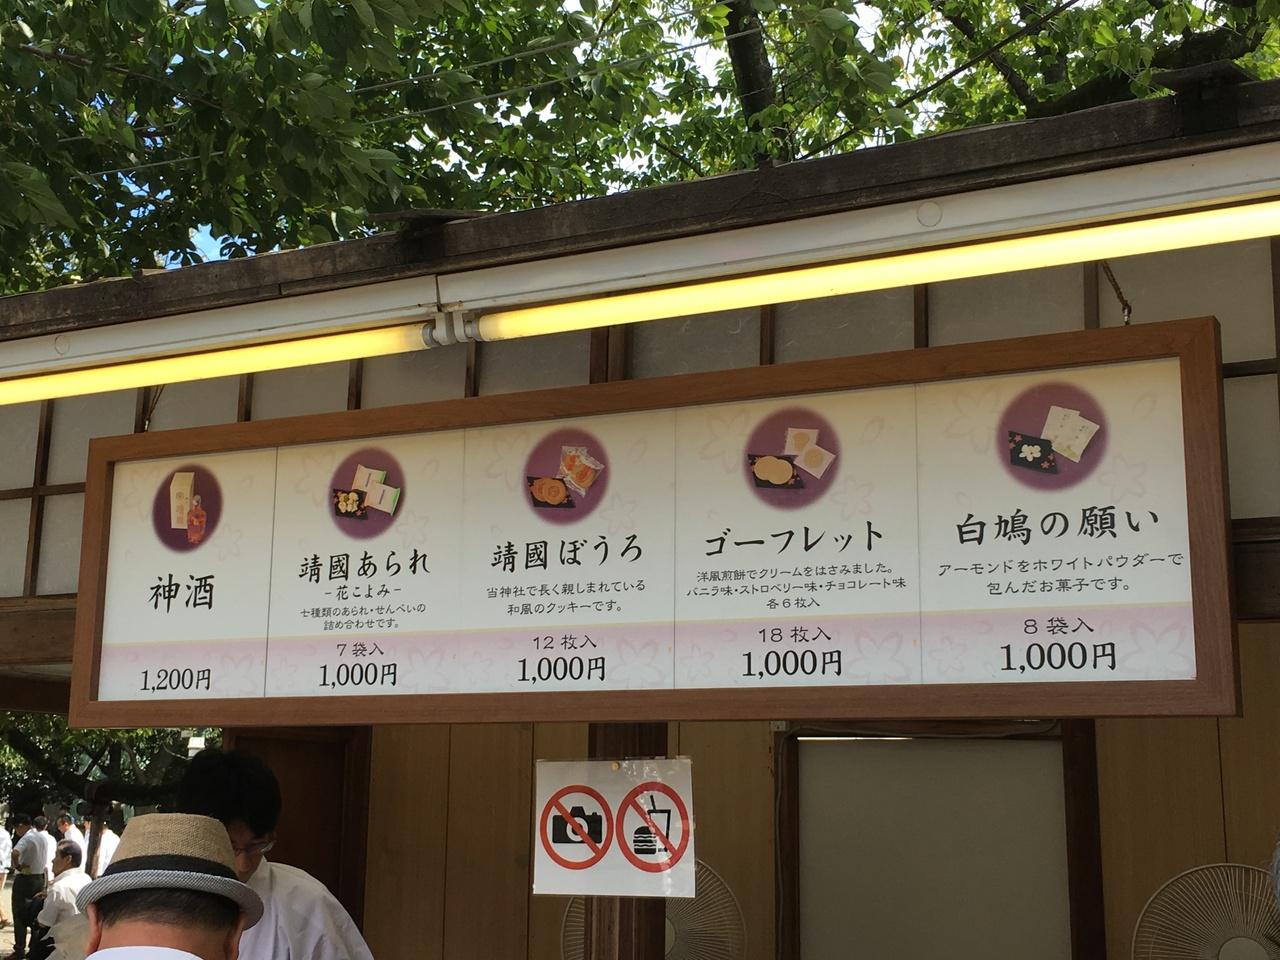 神酒
1,200円
靖國あられ
−花こよみ−
七種類のあられ・せんべいの
詰め合わせです。
7袋入
1,000円
靖國ぼうろ
当神社で長く親しまれている
和風のクッキーです。
12枚入
1,000円
ゴーフレット
洋風煎餅でクリームをはさみました。
バニラ味・ストロベリー味・チョコレート味
各6枚入
18枚入
1,000円
白鳩の願い
アーモンドをホワイトパウダーで
包んだお菓子です。
8袋入
1,000円